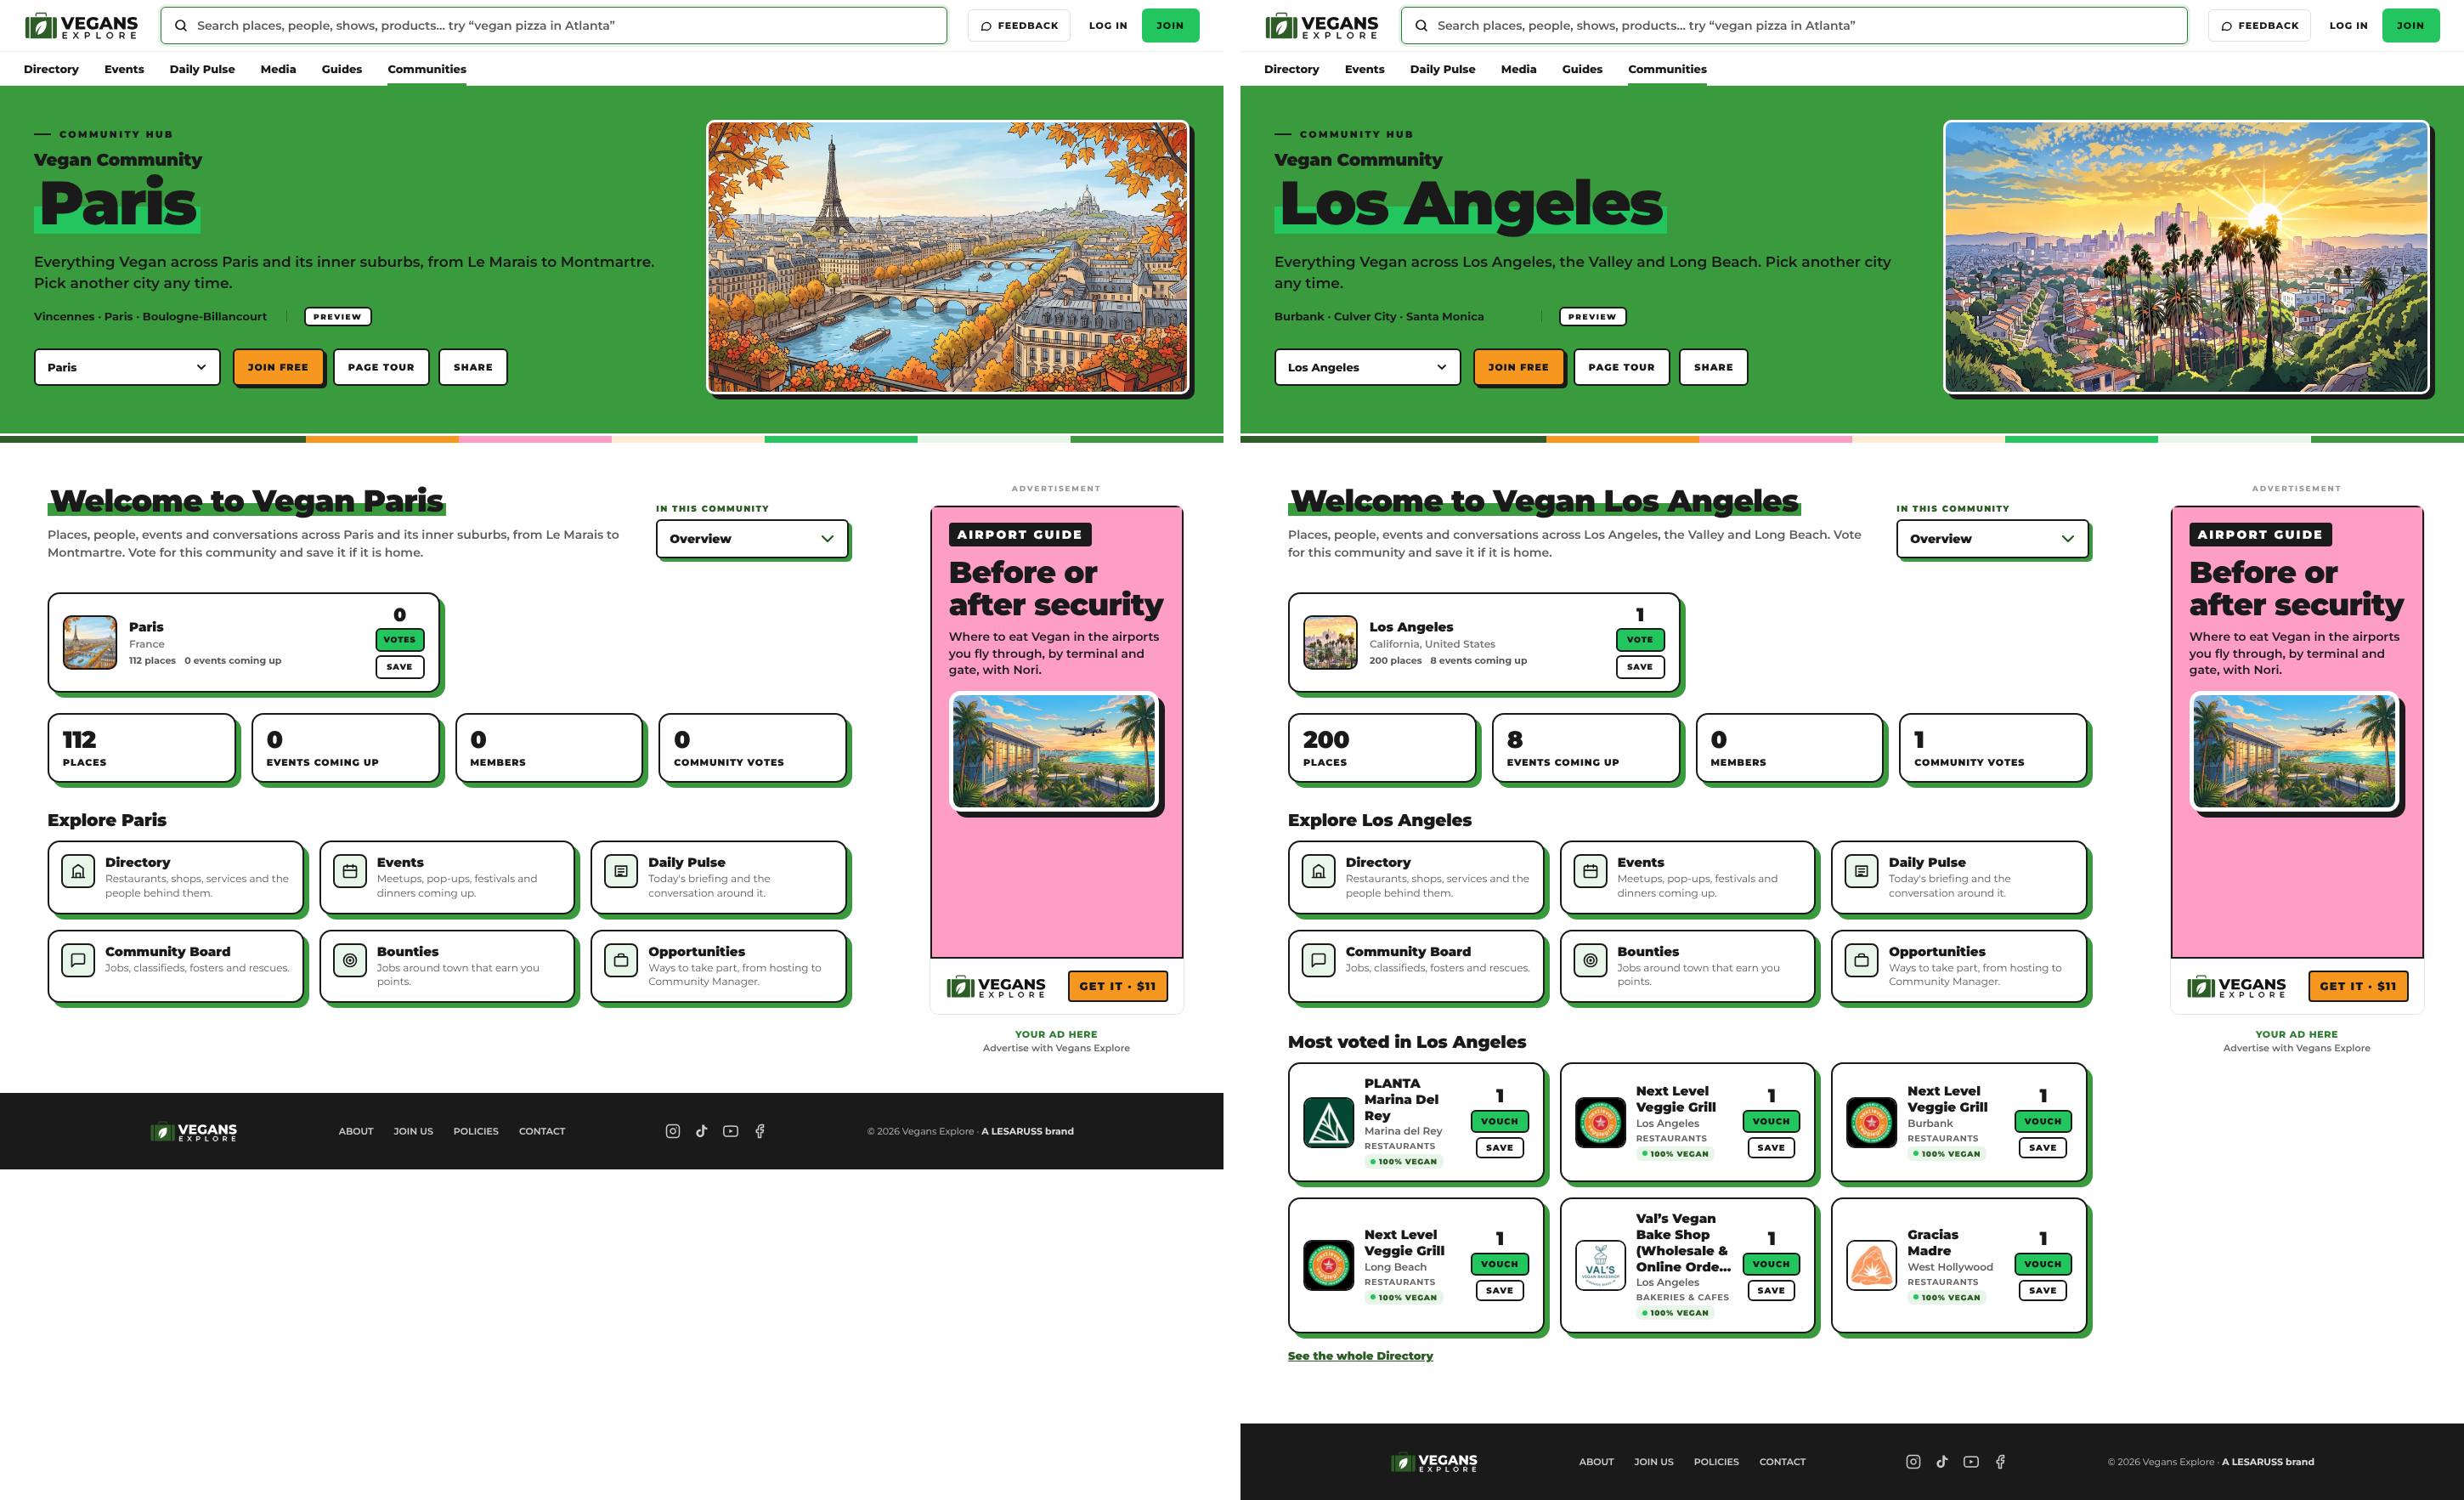 VEGANS
EXPLORE
Search places, people, shows, products... try “vegan pizza in Atlanta”
FEEDBACK
LOG IN
JOIN
Directory
Events
Daily Pulse
Media
Guides
Communities
COMMUNITY HUB
Vegan Community
Paris
Everything Vegan across Paris and its inner suburbs, from Le Marais to Montmartre.
Pick another city any time.
Vincennes · Paris · Boulogne-Billancourt
PREVIEW
Paris
JOIN FREE
PAGE TOUR
SHARE
Welcome to Vegan Paris
Places, people, events and conversations across Paris and its inner suburbs, from Le Marais to
Montmartre. Vote for this community and save it if it is home.
IN THIS COMMUNITY
Overview
Paris
France
112 places 0 events coming up
0
VOTES
SAVE
112
PLACES
0
EVENTS COMING UP
0
MEMBERS
0
COMMUNITY VOTES
Explore Paris
Directory
Restaurants, shops, services and the
people behind them.
Events
Meetups, pop-ups, festivals and
dinners coming up.
Daily Pulse
Today's briefing and the
conversation around it.
Community Board
Jobs, classifieds, fosters and rescues.
Bounties
Jobs around town that earn you
points.
Opportunities
Ways to take part, from hosting to
Community Manager.
ADVERTISEMENT
AIRPORT GUIDE
Before or
after security
Where to eat Vegan in the airports
you fly through, by terminal and
gate, with Nori.
VEGANS
EXPLORE
GET IT · $11
YOUR AD HERE
Advertise with Vegans Explore
VEGANS
EXPLORE
ABOUT
JOIN US
POLICIES
CONTACT
© 2026 Vegans Explore · A LESARUSS brand
VEGANS
EXPLORE
Search places, people, shows, products... try “vegan pizza in Atlanta”
FEEDBACK
LOG IN
JOIN
Directory
Events
Daily Pulse
Media
Guides
Communities
COMMUNITY HUB
Vegan Community
Los Angeles
Everything Vegan across Los Angeles, the Valley and Long Beach. Pick another city
any time.
Burbank · Culver City · Santa Monica
PREVIEW
Los Angeles
JOIN FREE
PAGE TOUR
SHARE
Welcome to Vegan Los Angeles
Places, people, events and conversations across Los Angeles, the Valley and Long Beach. Vote
for this community and save it if it is home.
IN THIS COMMUNITY
Overview
Los Angeles
California, United States
200 places 8 events coming up
1
VOTE
SAVE
200
PLACES
8
EVENTS COMING UP
0
MEMBERS
1
COMMUNITY VOTES
Explore Los Angeles
Directory
Restaurants, shops, services and the
people behind them.
Events
Meetups, pop-ups, festivals and
dinners coming up.
Daily Pulse
Today's briefing and the
conversation around it.
Community Board
Jobs, classifieds, fosters and rescues.
Bounties
Jobs around town that earn you
points.
Opportunities
Ways to take part, from hosting to
Community Manager.
Most voted in Los Angeles
PLANTA
Marina Del
Rey
Marina del Rey
RESTAURANTS
100% VEGAN
1
VOUCH
SAVE
Next Level
Veggie Grill
Los Angeles
RESTAURANTS
100% VEGAN
1
VOUCH
SAVE
Next Level
Veggie Grill
Burbank
RESTAURANTS
100% VEGAN
1
VOUCH
SAVE
Next Level
Veggie Grill
Long Beach
RESTAURANTS
100% VEGAN
1
VOUCH
SAVE
VAL'S
Val’s Vegan
Bake Shop
(Wholesale &
Online Orde...
Los Angeles
BAKERIES & CAFES
100% VEGAN
1
VOUCH
SAVE
Gracias
Madre
West Hollywood
RESTAURANTS
100% VEGAN
1
VOUCH
SAVE
See the whole Directory
ADVERTISEMENT
AIRPORT GUIDE
Before or
after security
Where to eat Vegan in the airports
you fly through, by terminal and
gate, with Nori.
VEGANS
EXPLORE
GET IT · $11
YOUR AD HERE
Advertise with Vegans Explore
VEGANS
EXPLORE
ABOUT
JOIN US
POLICIES
CONTACT
© 2026 Vegans Explore · A LESARUSS brand